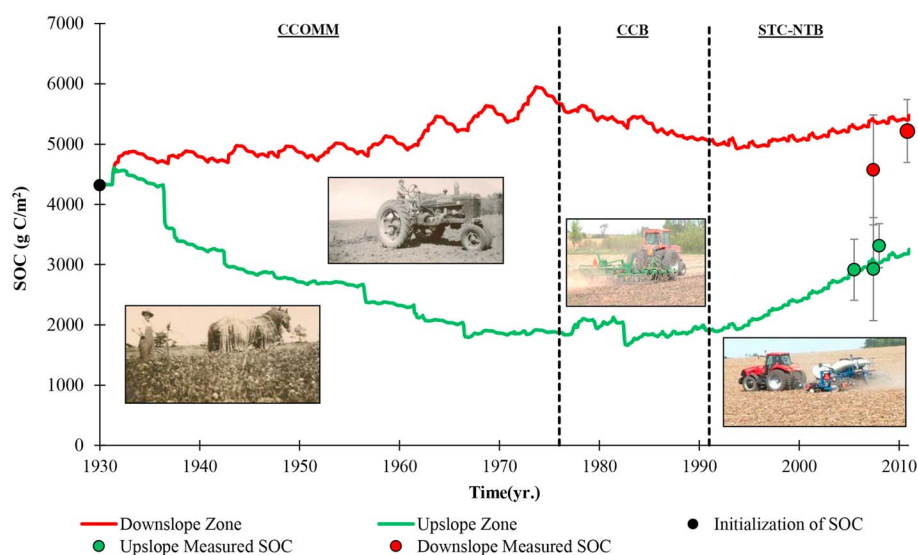 CCOMM CCB STC-NTB
7000
6000
5000
4000
3000
2000
1000
0
SOC (g C/m²)
1930 1940 1950 1960 1970 1980 1990 2000 2010
Time(yr.)
Downslope Zone Upslope Zone Initialization of SOC
Upslope Measured SOC Downslope Measured SOC